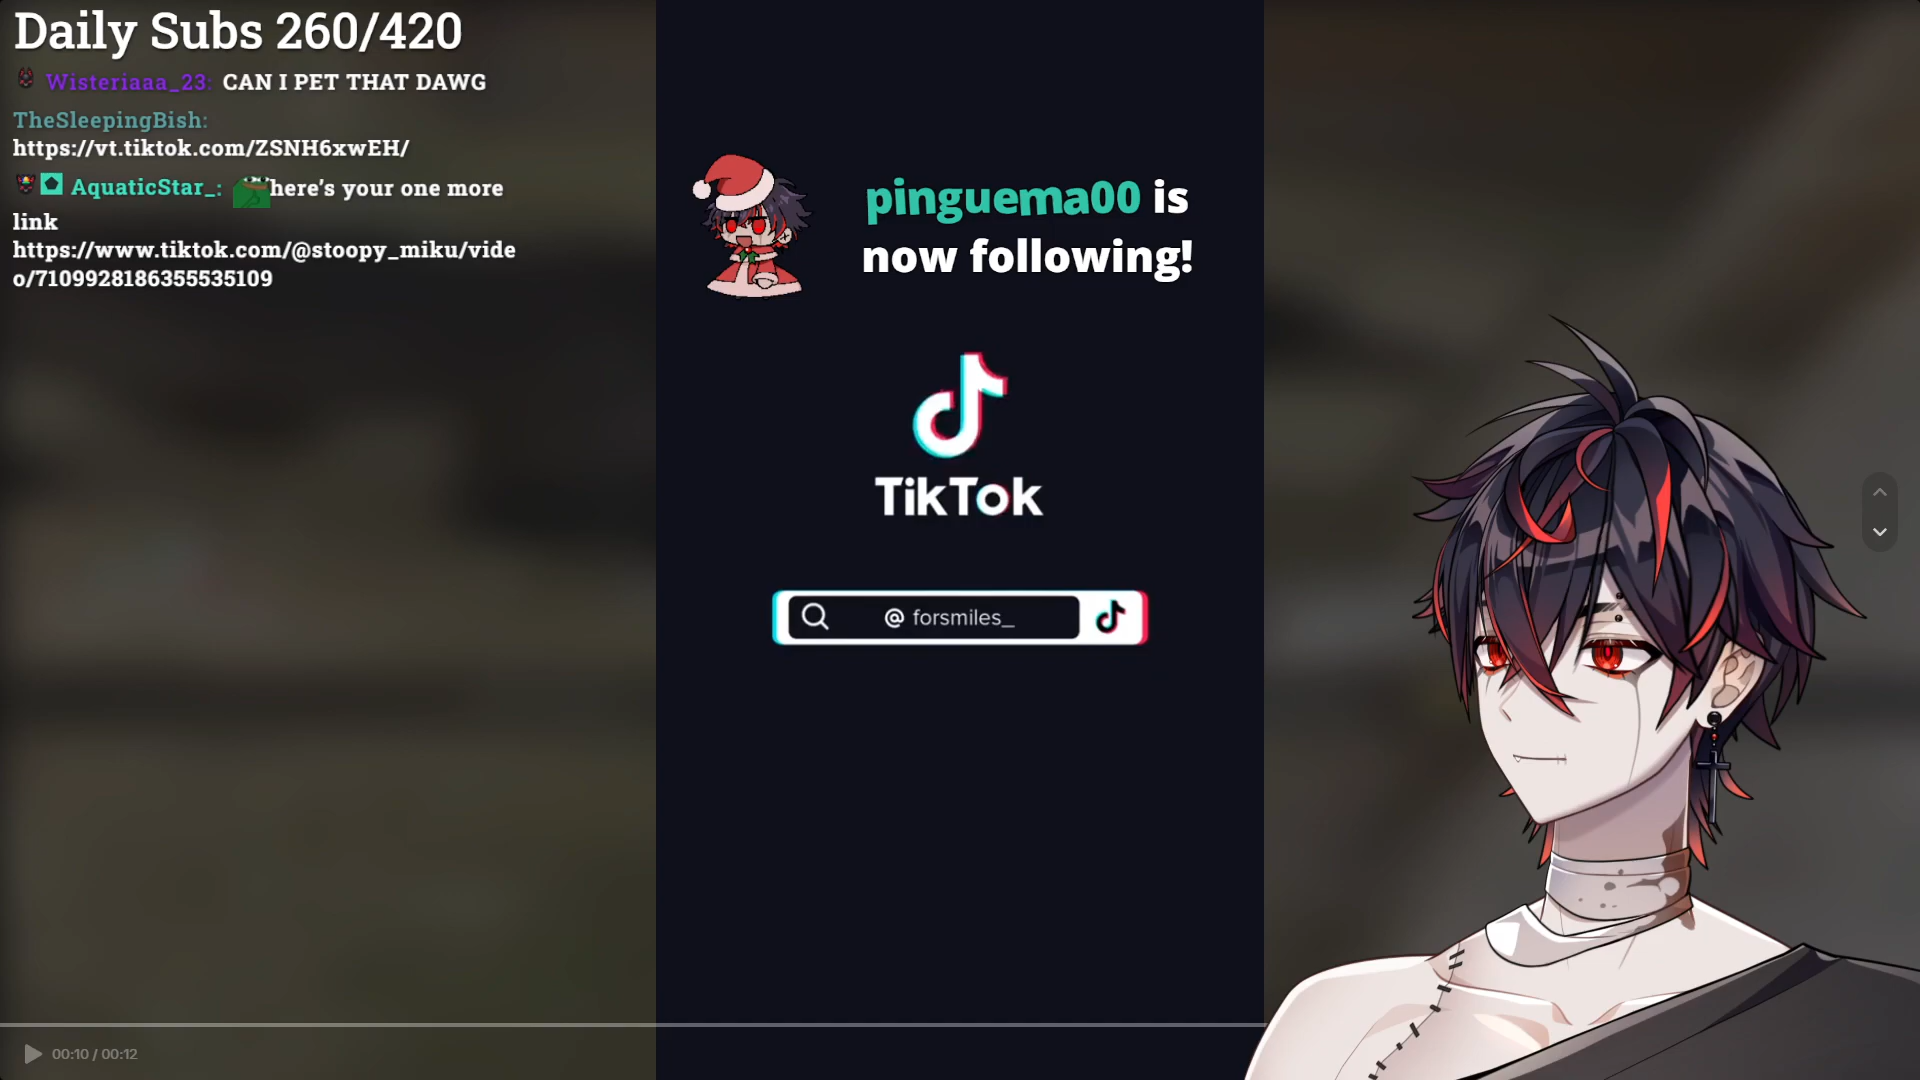 Daily Subs 260/420
Wisteriaaa_23: CAN I PET THAT DAWG
TheSleepingBish:
https://vt.tiktok.com/ZSNH6xwEH/
AquaticStar_: here’s your one more
link
https://www.tiktok.com/@stoopy_miku/vide
o/7109928186355535109
pinguema00 is
now following!
TikTok
@ forsmiles_
00:10 / 00:12